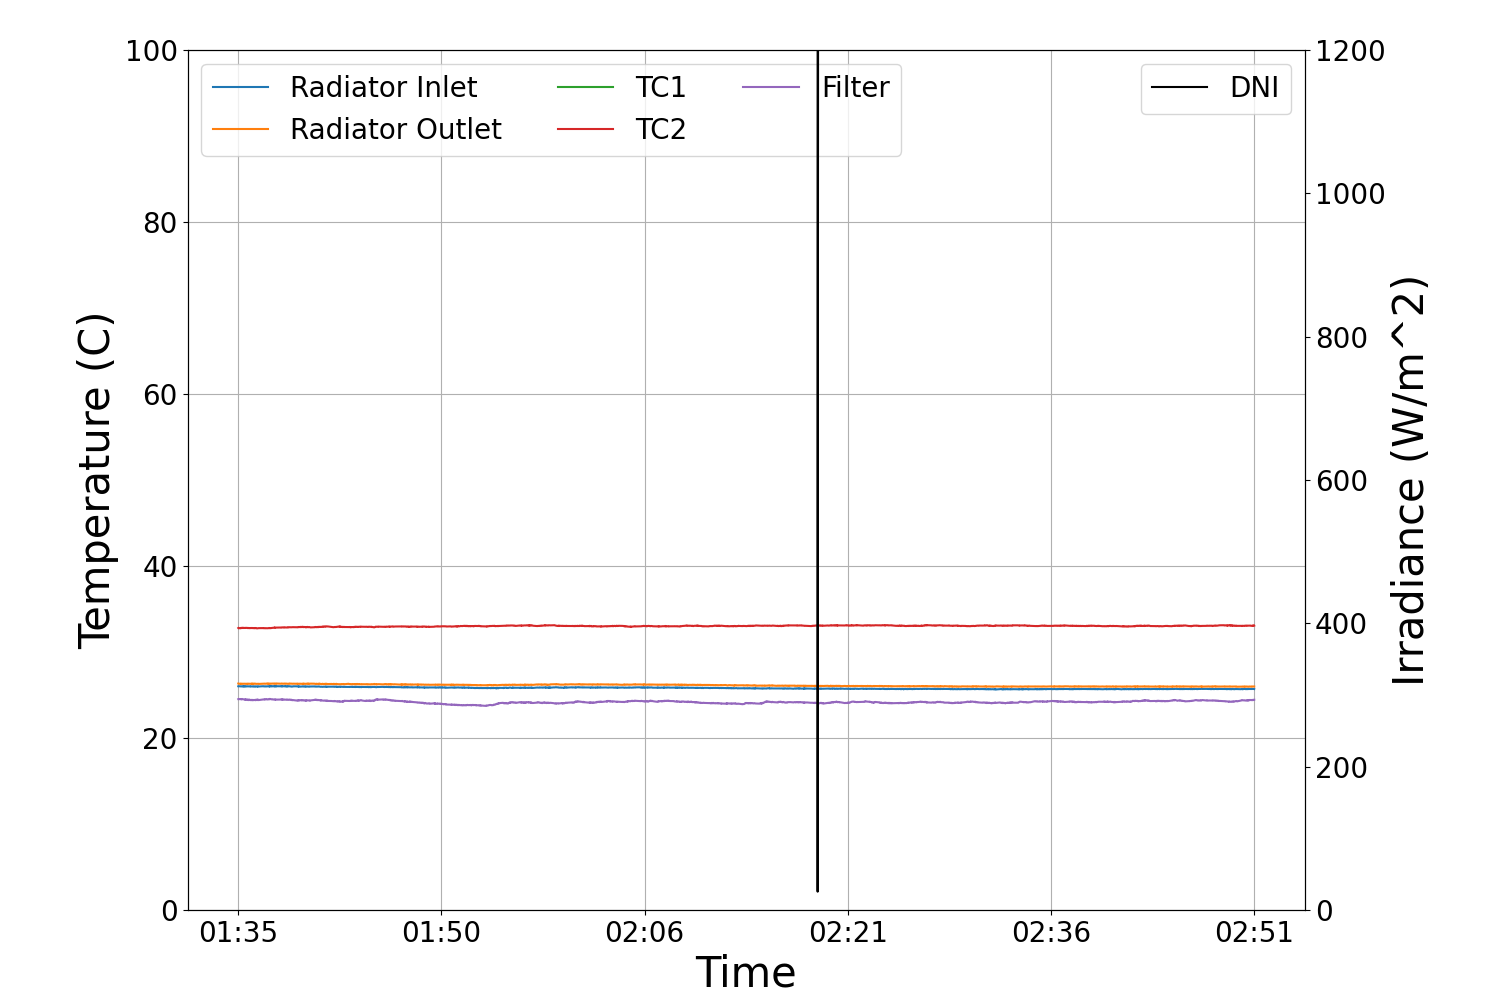 Radiator Inlet
Radiator Outlet
TC1
TC2
Filter
DNI
Temperature (C)
100
80
60
40
20
0
1200
1000
800
600
400
200
0
Irradiance (W/m^2)
01:35 01:50 02:06 02:21 02:36 02:51
Time